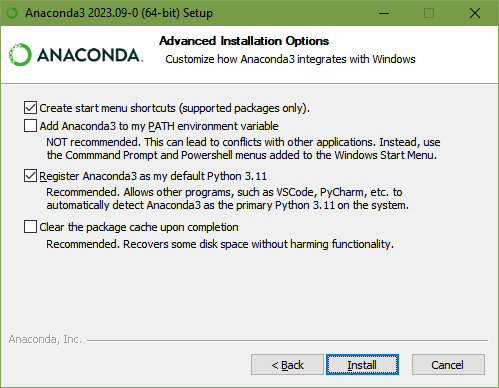 Anaconda3 2023.09-0 (64-bit) Setup
ANACONDA.
Advanced Installation Options
Customize how Anaconda3 integrates with Windows
Create start menu shortcuts (supported packages only).
Add Anaconda3 to my PATH environment variable
NOT recommended. This can lead to conflicts with other applications. Instead, use
the Commmand Prompt and Powershell menus added to the Windows Start Menu.
Register Anaconda3 as my default Python 3.11
Recommended. Allows other programs, such as VSCode, PyCharm, etc. to
automatically detect Anaconda3 as the primary Python 3.11 on the system.
Clear the package cache upon completion
Recommended. Recovers some disk space without harming functionality.
Anaconda, Inc.
< Back
Install
Cancel